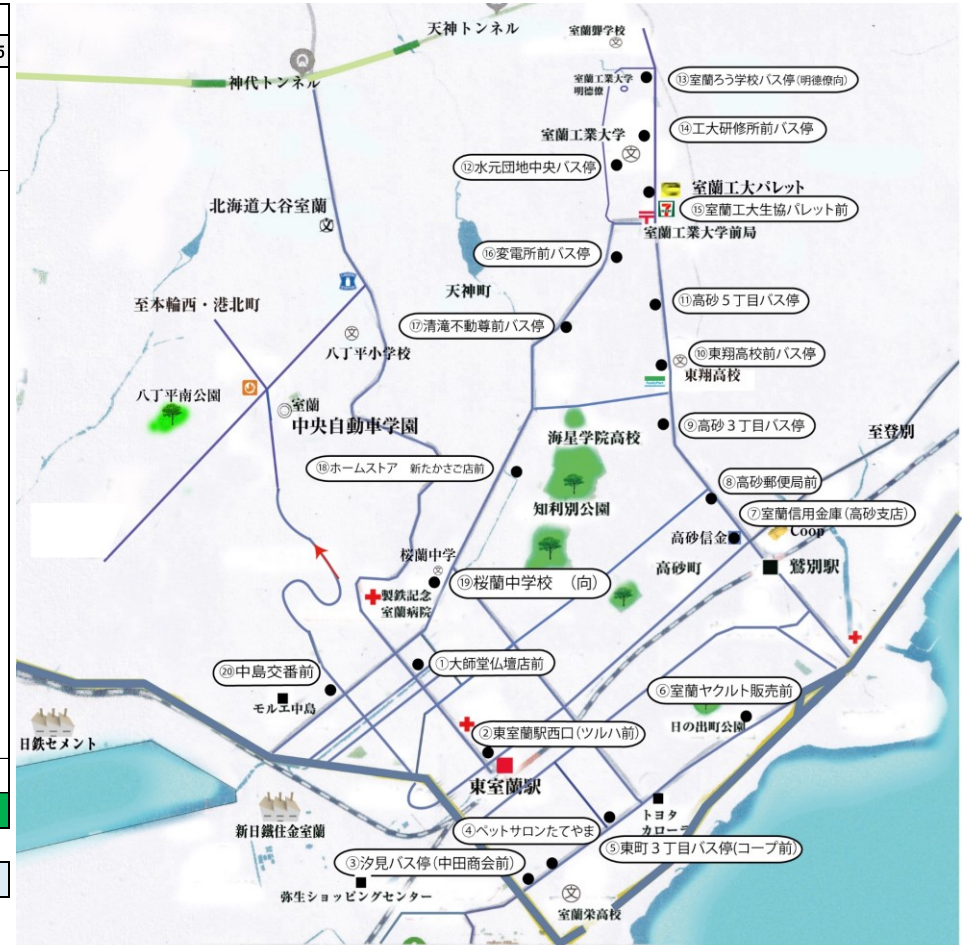 5
天神トンネル
室蘭聾学校
神代トンネル
室蘭工業大学
明徳僚
⑬室蘭ろう学校バス停(明徳僚向)
室蘭工業大学
⑭工大研修所前バス停
⑫水元団地中央バス停
室蘭工大パレット
⑮室蘭工大生協パレット前
北海道大谷室蘭
室蘭工業大学前局
⑯変電所前バス停
天神町
至本輪西・港北町
⑪高砂5丁目バス停
⑰清滝不動尊前バス停
八丁平小学校
⑩東翔高校前バス停
東翔高校
八丁平南公園
室蘭
中央自動車学園
⑨高砂3丁目バス停
海星学院高校
至登別
⑱ホームストア 新たかさご店前
⑧高砂郵便局前
知利別公園
⑦室蘭信用金庫(高砂支店)
Coop
高砂信金
桜蘭中学
高砂町
鷲別駅
⑲桜蘭中学校 (向)
製鉄記念
室蘭病院
①大師堂仏壇店前
⑳中島交番前
⑥室蘭ヤクルト販売前
モルエ中島
日の出町公園
②東室蘭駅西口(ツルハ前)
日鉄セメント
東室蘭駅
トヨタ
カローラ
新日鐵住金室蘭
④ペットサロンたてやま
⑤東町3丁目バス停(コープ前)
③汐見バス停(中田商会前)
弥生ショッピングセンター
室蘭栄高校